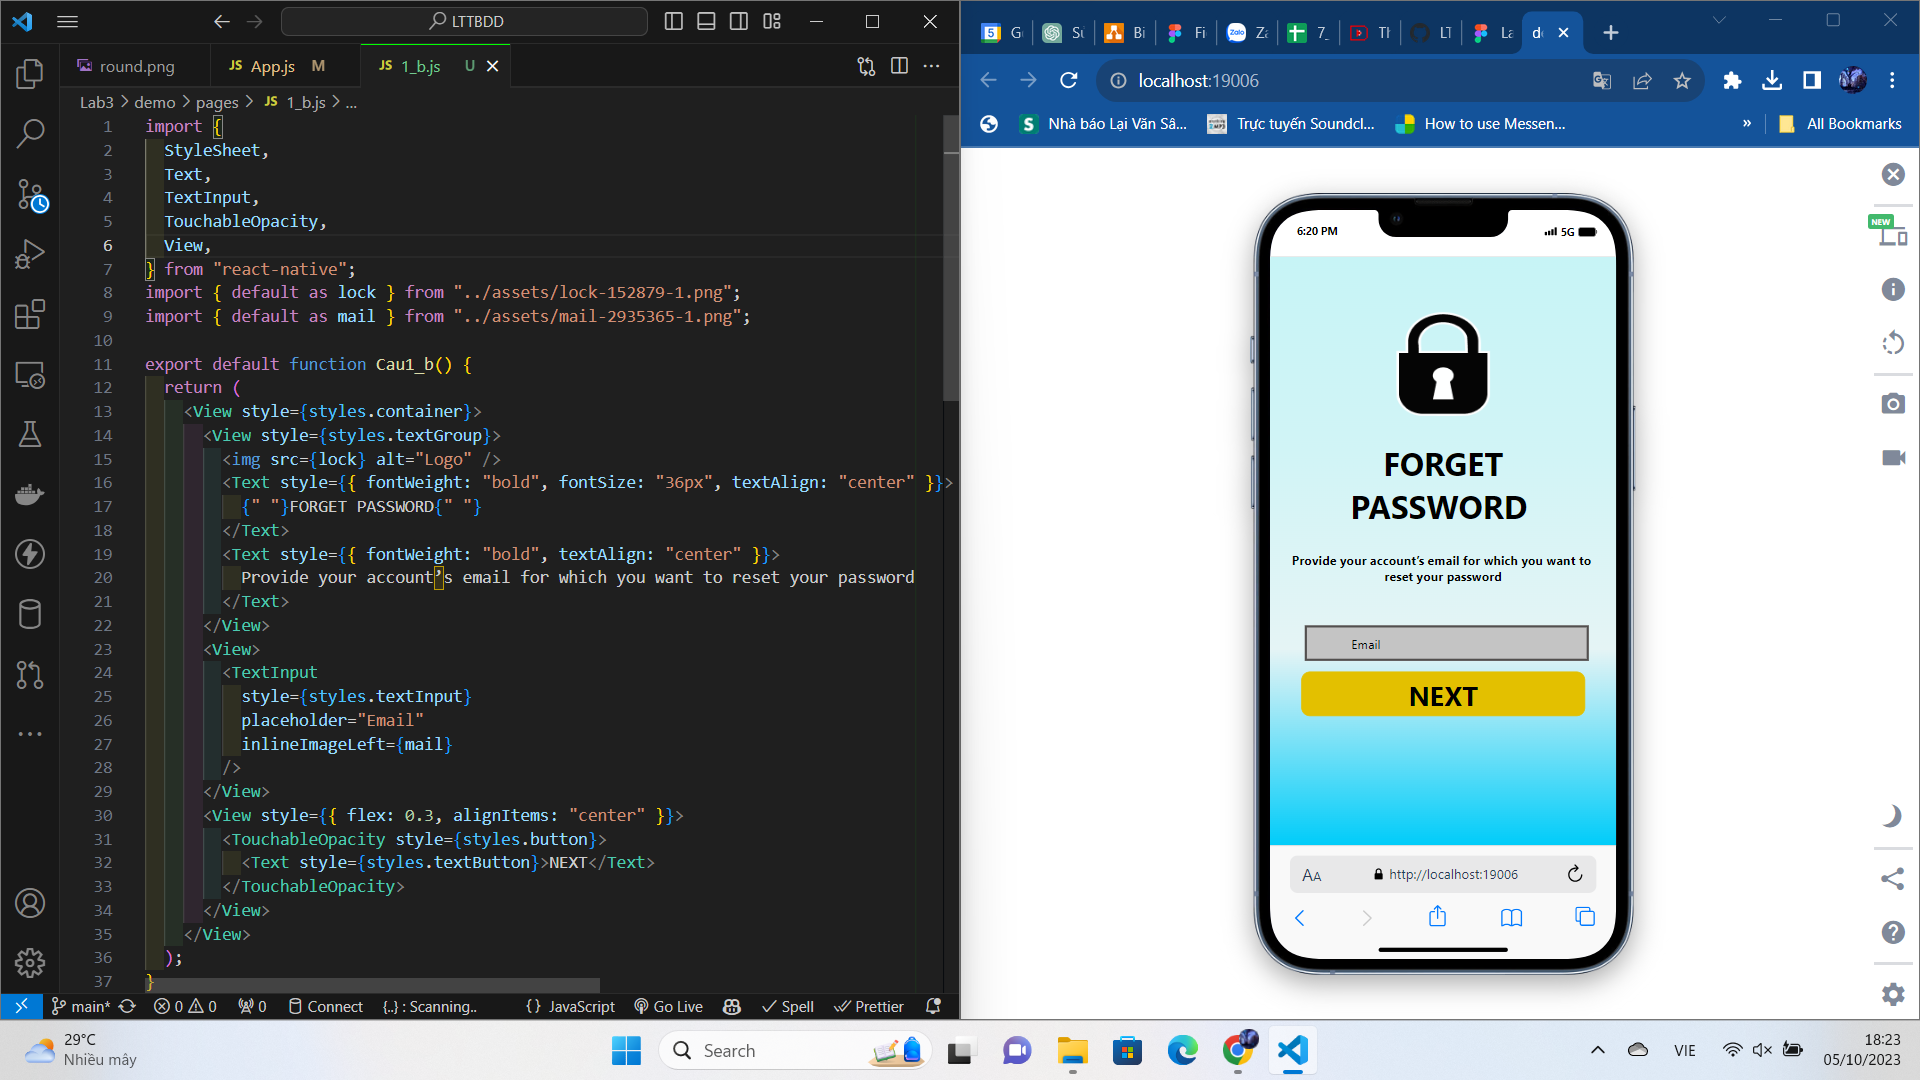 LTTBDD
round.png
JS App.js M
JS 1_b.js U
Lab3 > demo > pages > JS 1_b.js > ...
1 import {
2 StyleSheet,
3 Text,
4 TextInput,
5 TouchableOpacity,
6 View,
7 } from "react-native";
8 import { default as lock } from "../assets/lock-152879-1.png";
9 import { default as mail } from "../assets/mail-2935365-1.png";
10
11 export default function Cau1_b() {
12 return (
13 <View style={styles.container}>
14 <View style={styles.textGroup}>
15 <img src={lock} alt="Logo" />
16 <Text style={{ fontWeight: "bold", fontSize: "36px", textAlign: "center" }}>
17 {" "}FORGET PASSWORD{" "}
18 </Text>
19 <Text style={{ fontWeight: "bold", textAlign: "center" }}>
20 Provide your account’s email for which you want to reset your password
21 </Text>
22 </View>
23 <View>
24 <TextInput
25 style={styles.textInput}
26 placeholder="Email"
27 inlineImageLeft={mail}
28 />
29 </View>
30 <View style={{ flex: 0.3, alignItems: "center" }}>
31 <TouchableOpacity style={styles.button}>
32 <Text style={styles.textButton}>NEXT</Text>
33 </TouchableOpacity>
34 </View>
35 </View>
36 );
37 }
main* 0 0 0 Connect {..} : Scanning.. {} JavaScript Go Live Spell Prettier
5 G
Sử
Bi
Fi
Zalo Za
7_
Th
LT
La
d
localhost:19006
S Nhà báo Lại Văn Sâ...
Trực tuyến Soundcl...
How to use Messen...
» All Bookmarks
NEW
6:20 PM
5G
FORGET
PASSWORD
Provide your account’s email for which you want to
reset your password
Email
NEXT
AA http://localhost:19006
29°C
Nhiều mây
Search
VIE
18:23
05/10/2023